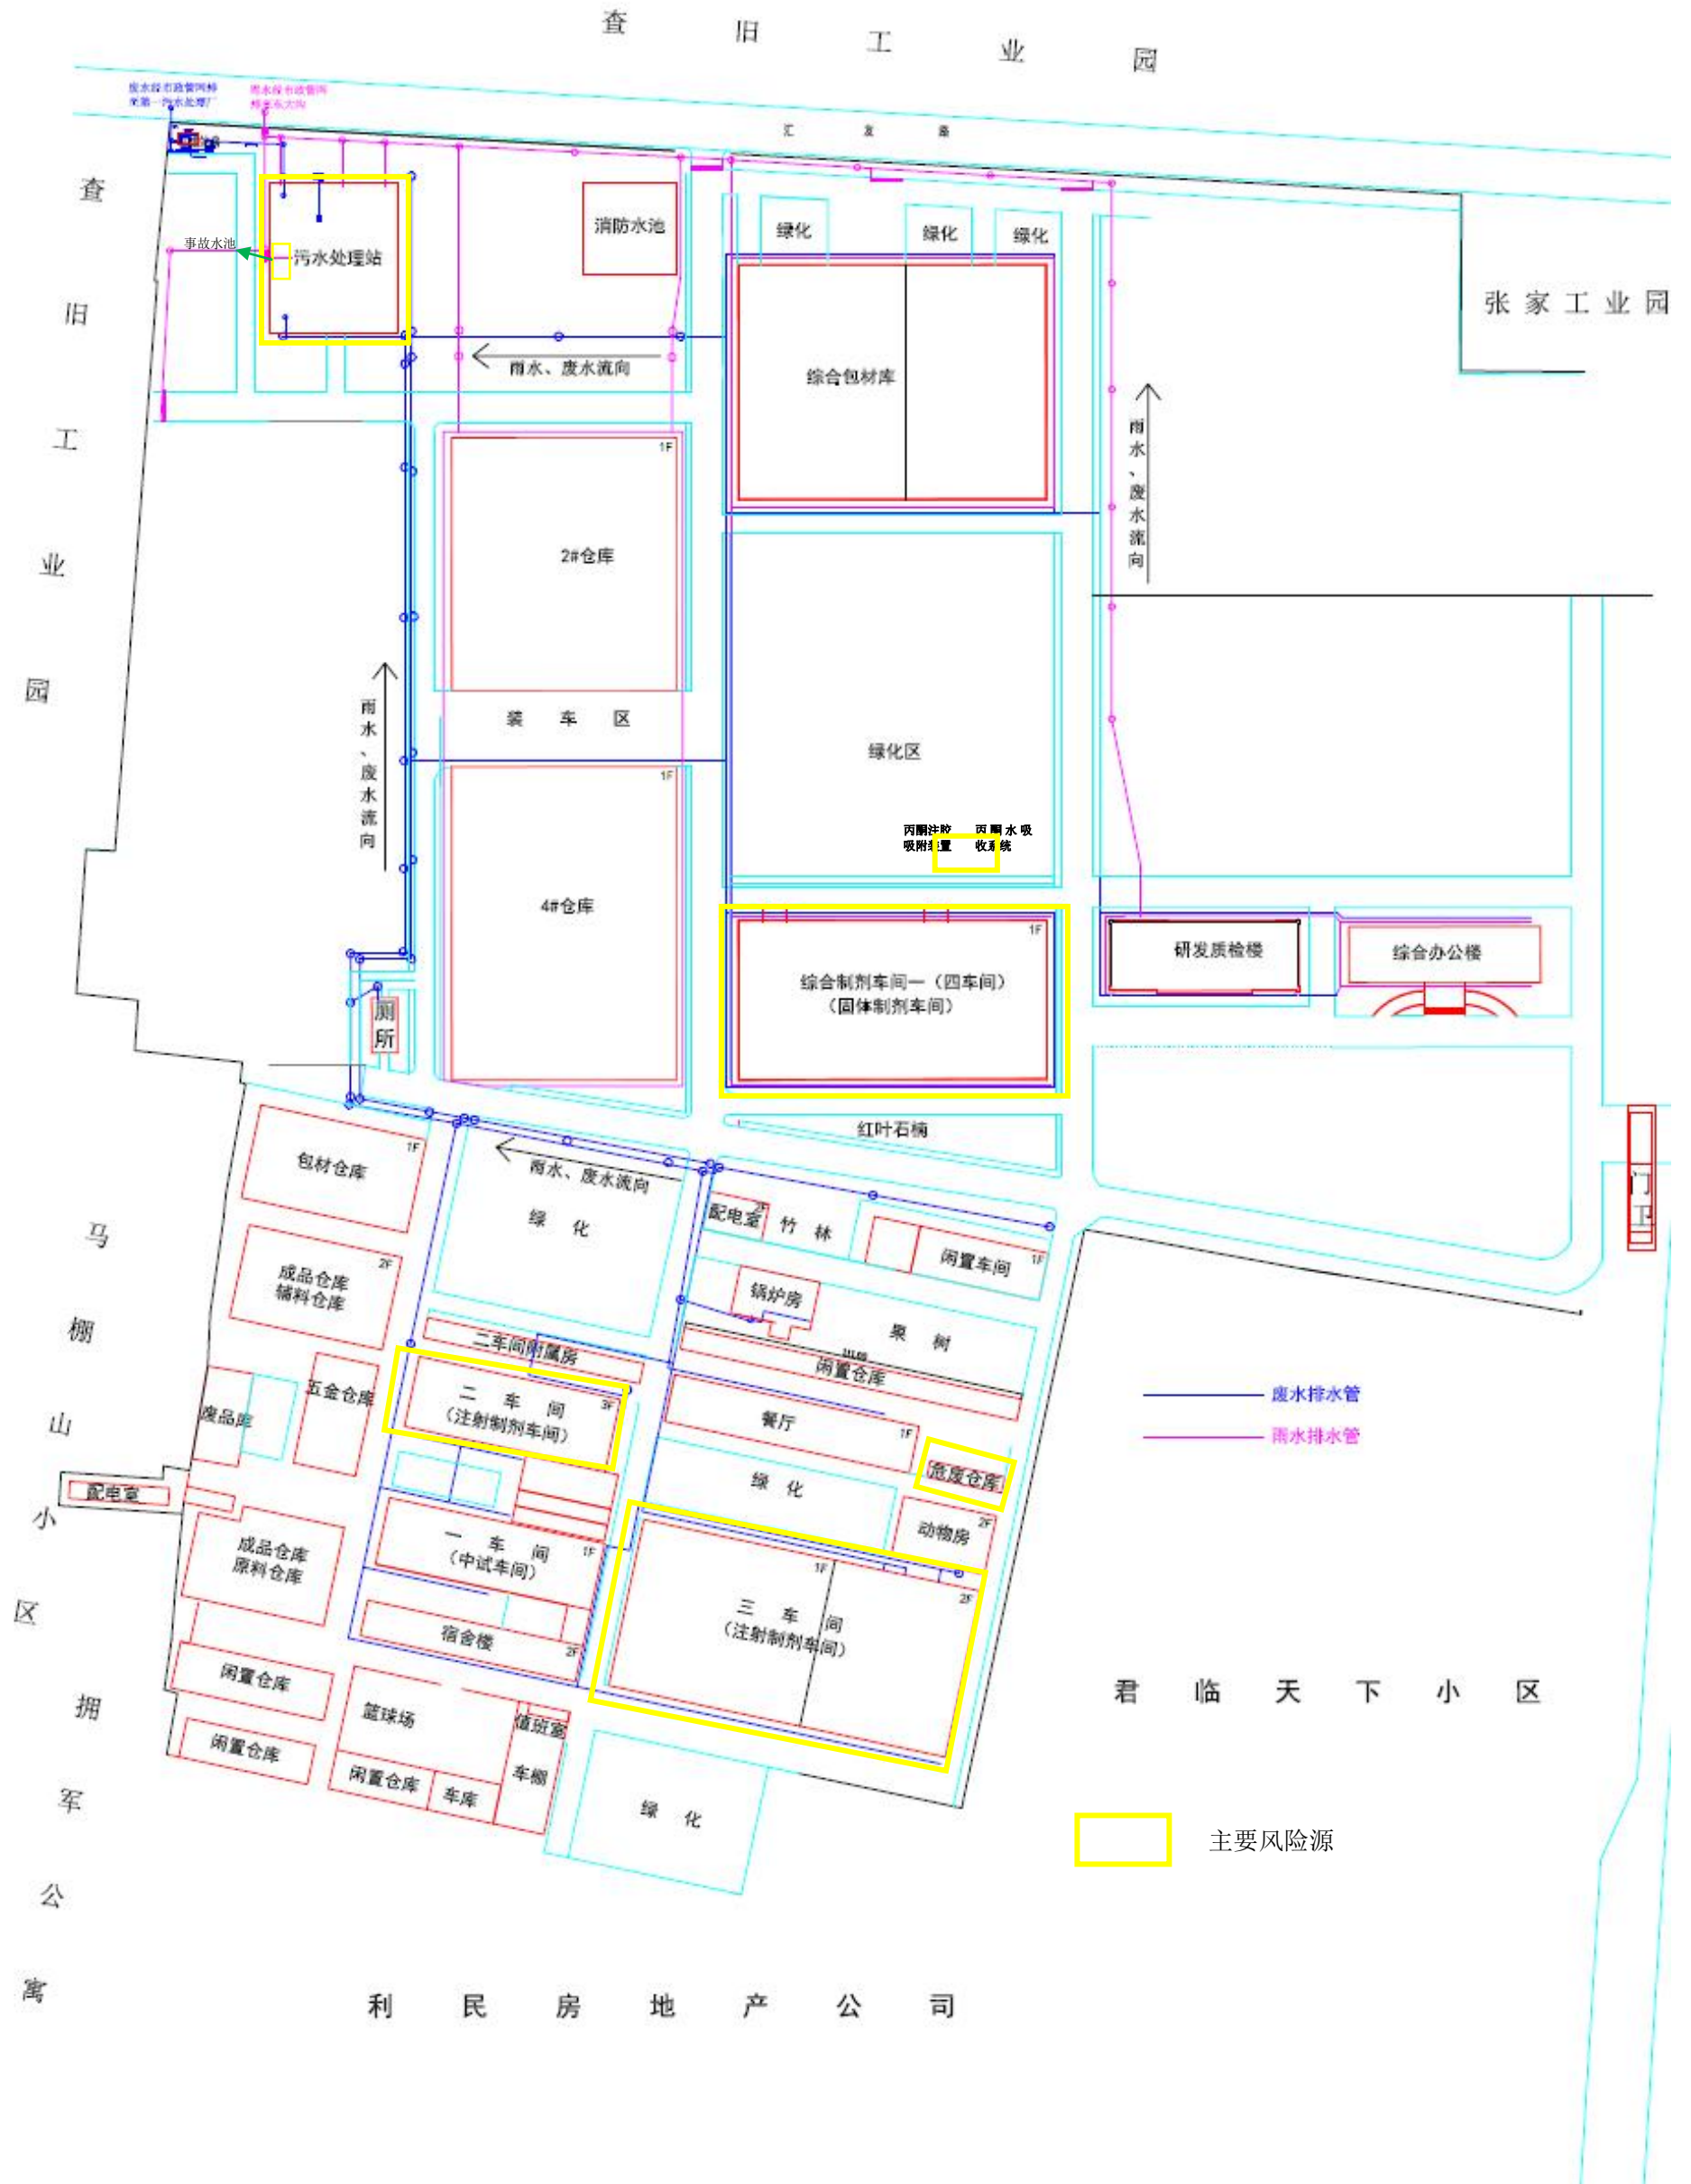 查旧工业园
废水经市政管网排
至第一污水处理厂
雨水经市政管网
排至东大沟
汇发路
查旧工业园
事故水池
污水处理站
消防水池
绿化
绿化
绿化
张家工业园
雨水、废水流向
综合包材库
雨水、废水流向
1F
2#仓库
装车区
雨水、废水流向
绿化区
1F
丙酮注胶
吸附装置
丙酮水吸
收系统
4#仓库
1F
综合制剂车间一（四车间）
（固体制剂车间）
研发质检楼
综合办公楼
厕所
红叶石楠
包材仓库
1F
雨水、废水流向
绿化
配电室
2F
竹林
闲置车间
1F
门卫
成品仓库
辅料仓库
2F
锅炉房
果树
二车间附属房
闲置仓库
五金仓库
废品库
二车间
（注射制剂车间）
3F
餐厅
1F
废水排水管
雨水排水管
危废仓库
绿化
配电室
动物房
2F
成品仓库
原料仓库
一车间
（中试车间）
1F
1F
2F
三车间
（注射制剂车间）
宿舍楼
2F
闲置仓库
篮球场
值班室
闲置仓库
闲置仓库
车库
车棚
绿化
君临天下小区
主要风险源
马棚山小区拥军公寓
利民房地产公司